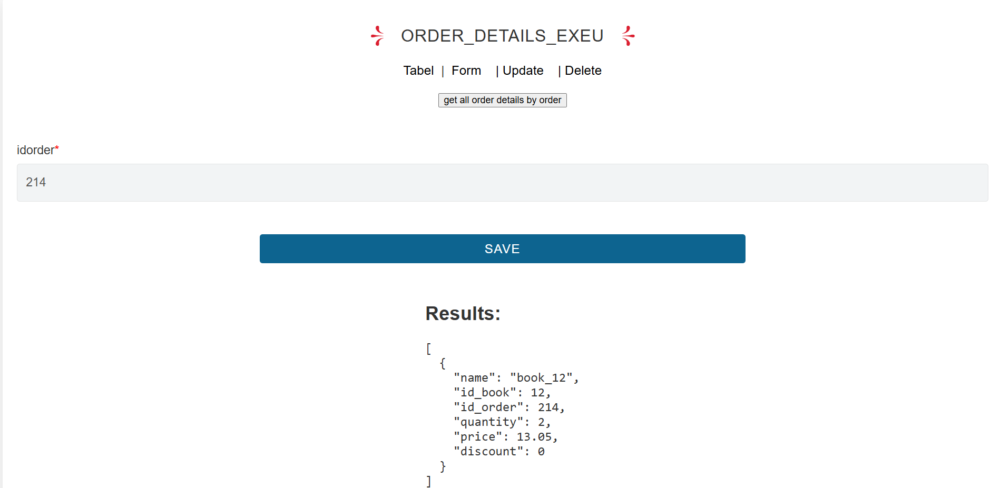 ORDER_DETAILS_EXEU
Tabel | Form | Update | Delete
get all order details by order
idorder*
214
SAVE
Results:
[
  {
    "name": "book_12",
    "id_book": 12,
    "id_order": 214,
    "quantity": 2,
    "price": 13.05,
    "discount": 0
  }
]